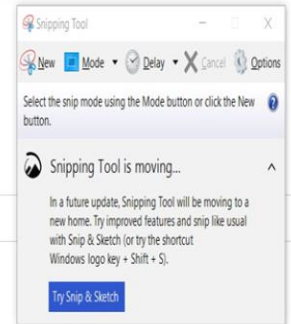 Snipping Tool
New Mode Delay Cancel Options
Select the snip mode using the Mode button or click the New
button.
Snipping Tool is moving...
In a future update, Snipping Tool will be moving to a
new home. Try improved features and snip like usual
with Snip & Sketch (or try the shortcut
Windows logo key + Shift + S).
Try Snip & Sketch